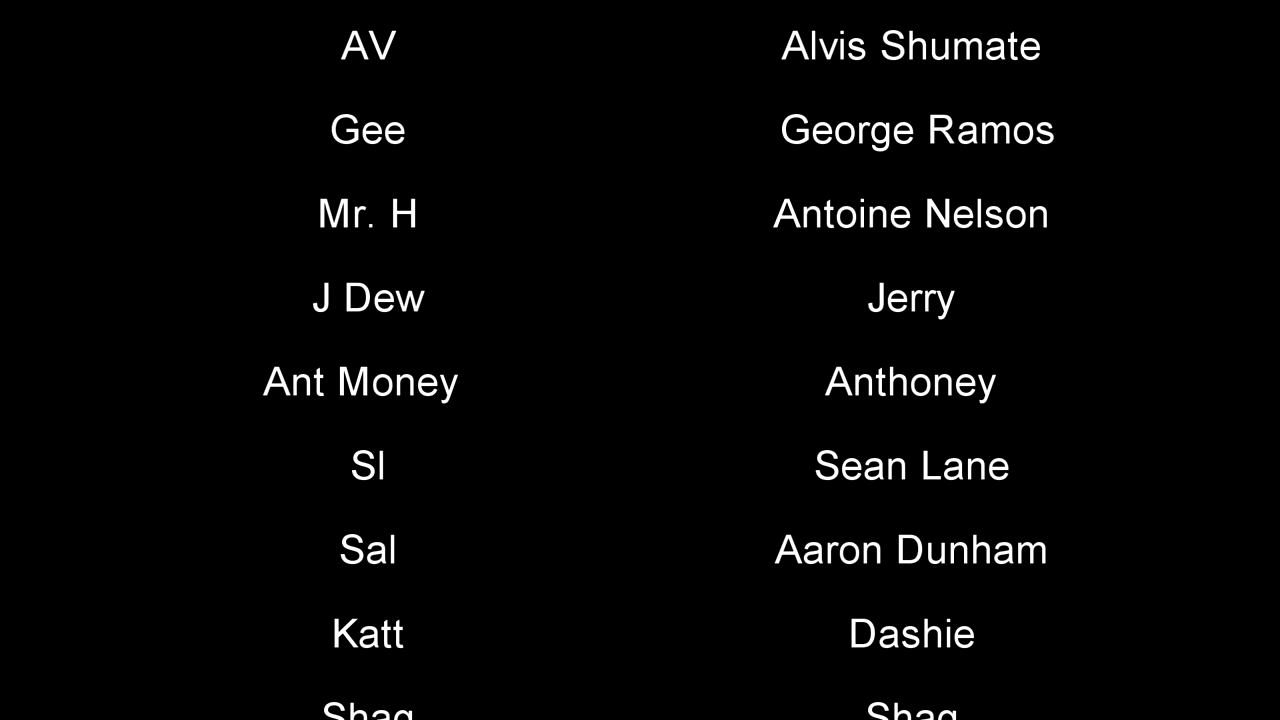 AV Alvis Shumate
Gee George Ramos
Mr. H Antoine Nelson
J Dew Jerry
Ant Money Anthoney
Sl Sean Lane
Sal Aaron Dunham
Katt Dashie